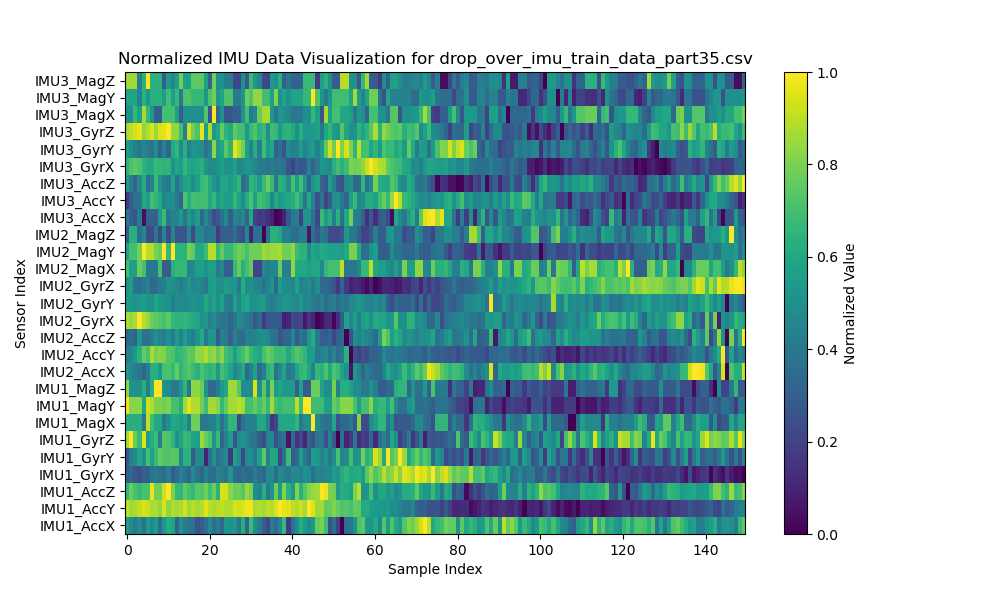 Normalized IMU Data Visualization for drop_over_imu_train_data_part35.csv
IMU3_MagZ
IMU3_MagY
IMU3_MagX
IMU3_GyrZ
IMU3_GyrY
IMU3_GyrX
IMU3_AccZ
IMU3_AccY
IMU3_AccX
IMU2_MagZ
IMU2_MagY
IMU2_MagX
IMU2_GyrZ
IMU2_GyrY
IMU2_GyrX
IMU2_AccZ
IMU2_AccY
IMU2_AccX
IMU1_MagZ
IMU1_MagY
IMU1_MagX
IMU1_GyrZ
IMU1_GyrY
IMU1_GyrX
IMU1_AccZ
IMU1_AccY
IMU1_AccX
Sensor Index
0 20 40 60 80 100 120 140
Sample Index
1.0
0.8
0.6
0.4
0.2
0.0
Normalized Value